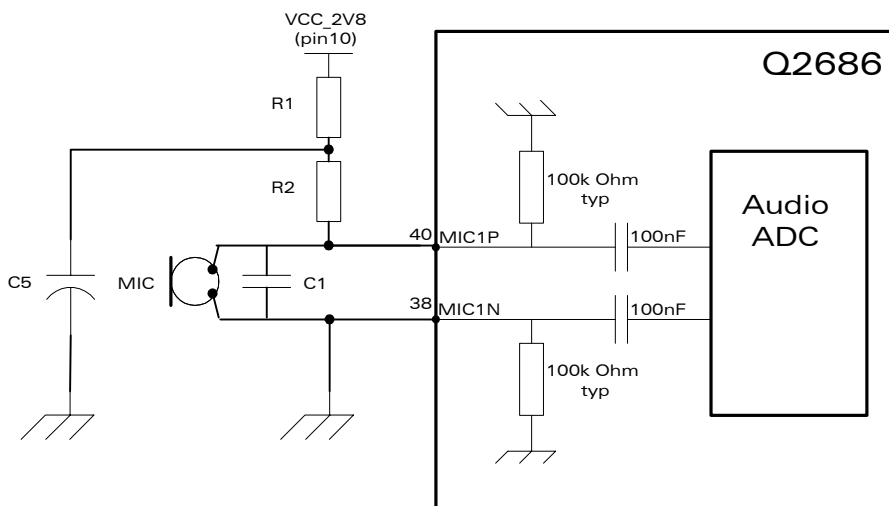 VCC_2V8
(pin10)
Q2686
R1
R2
100k Ohm
typ
Audio
ADC
40
MIC1P
100nF
C5
MIC
C1
38
MIC1N
100nF
100k Ohm
typ